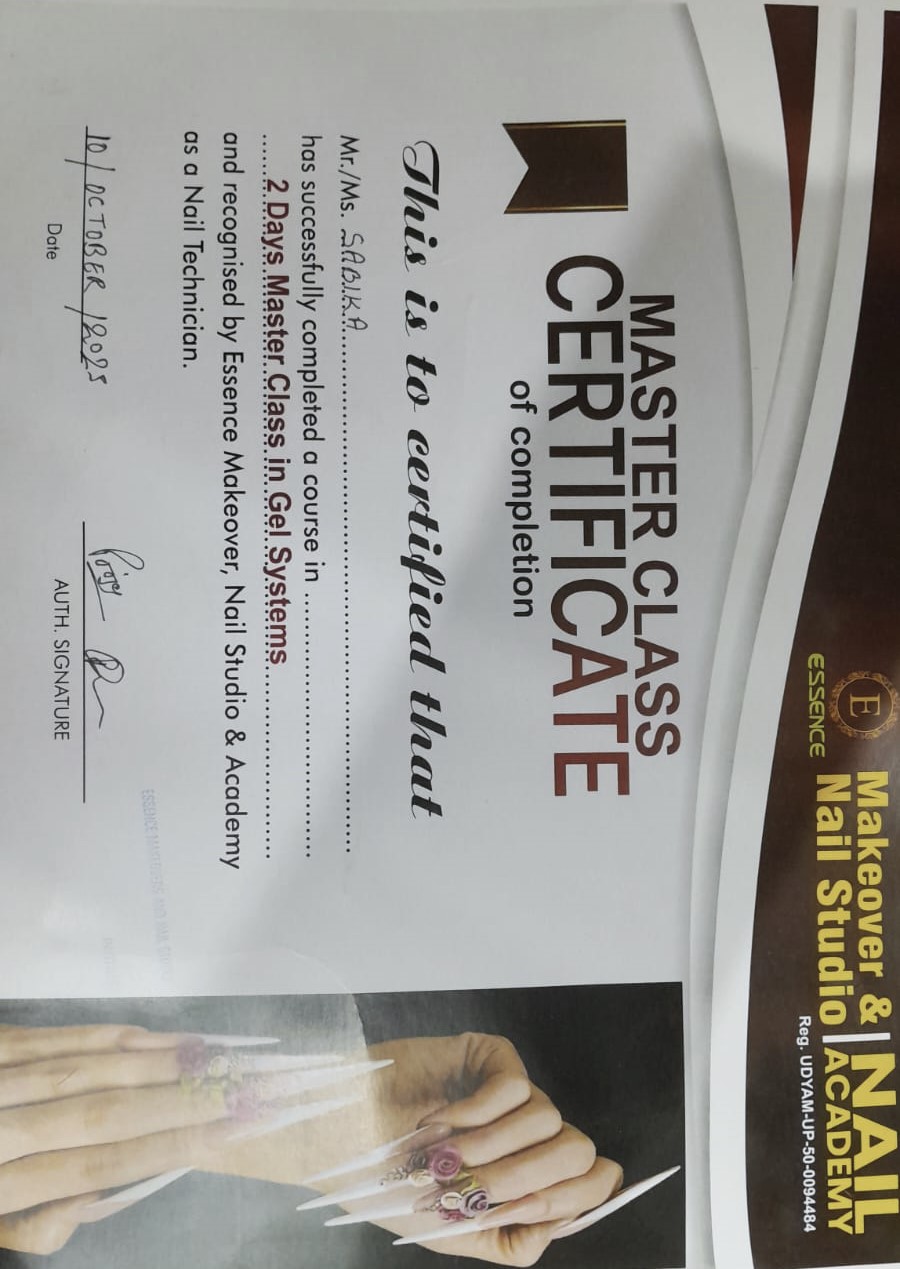 E
ESSENCE
Makeover &
Nail Studio
NAIL
ACADEMY
Reg. UDYAM-UP-50-0094484
MASTER CLASS
CERTIFICATE
of completion
This is to certified that
Mr./Ms. SABIKA
has successfully completed a course in
2 Days Master Class in Gel Systems
and recognised by Essence Makeover, Nail Studio & Academy
as a Nail Technician.
10/OCTOBER/2025
Date
AUTH. SIGNATURE
ESSENCE MAKEOVERS AND NAIL